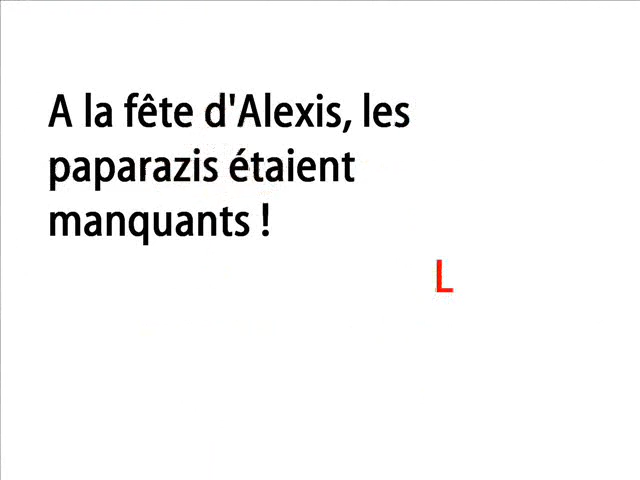 A la fête d'Alexis, les
paparazis étaient
manquants !
L